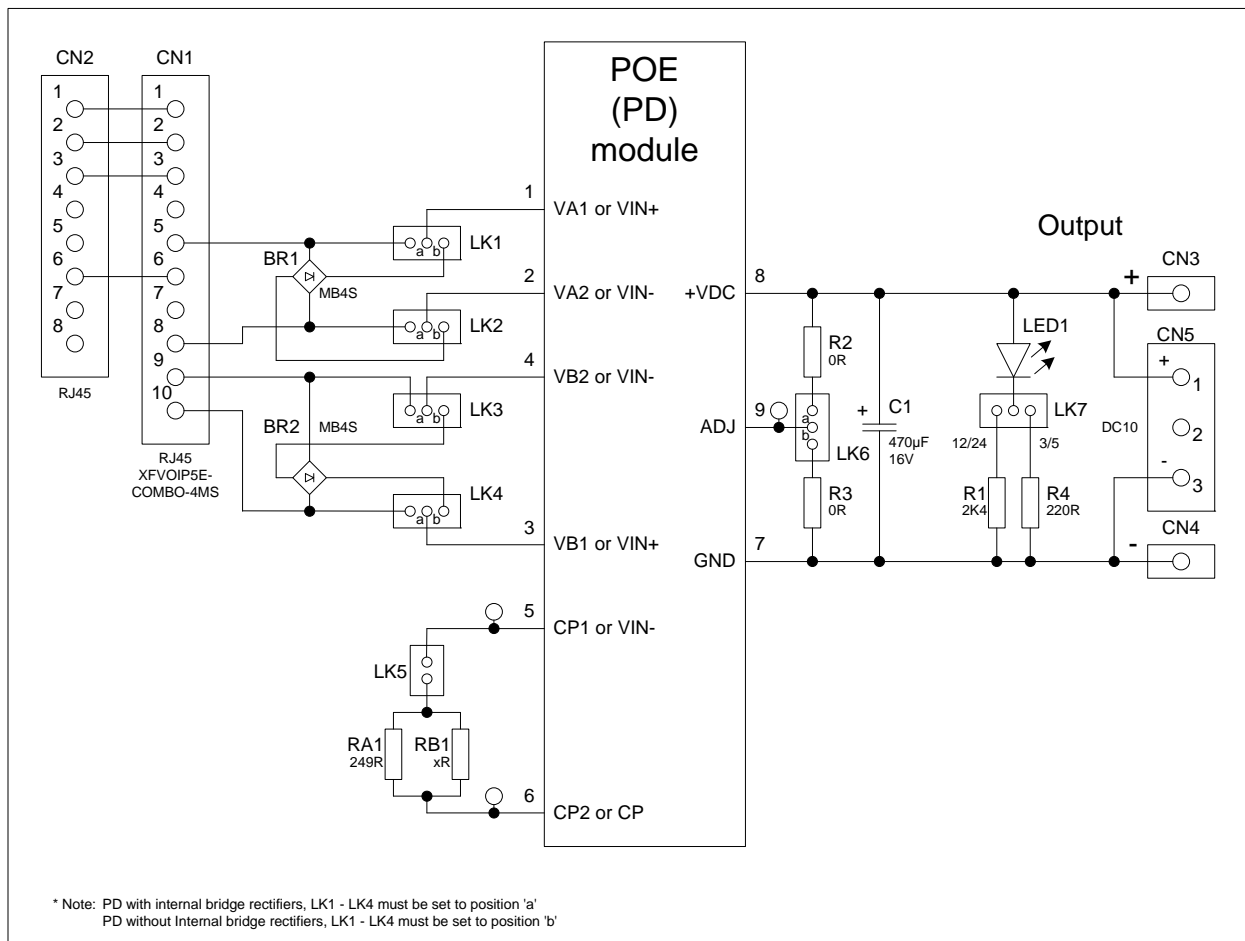 CN2
1
2
3
4
5
6
7
8
RJ45
CN1
1
2
3
4
5
6
7
8
9
10
RJ45
XFVOIP5E-
COMBO-4MS
BR1
MB4S
BR2
MB4S
a b
LK1
a b
LK2
a b
LK3
a b
LK4
LK5
RA1
249R
RB1
xR
POE
(PD)
module
1
VA1 or VIN+
2
VA2 or VIN-
4
VB2 or VIN-
3
VB1 or VIN+
5
CP1 or VIN-
6
CP2 or CP
+VDC
8
ADJ
9
GND
7
R2
0R
a
b
LK6
R3
0R
+
C1
470µF
16V
Output
LED1
LK7
12/24
3/5
R1
2K4
R4
220R
+
CN3
CN5
+
1
DC10
2
-
3
CN4
-
* Note: PD with internal bridge rectifiers, LK1 - LK4 must be set to position 'a'
PD without Internal bridge rectifiers, LK1 - LK4 must be set to position 'b'